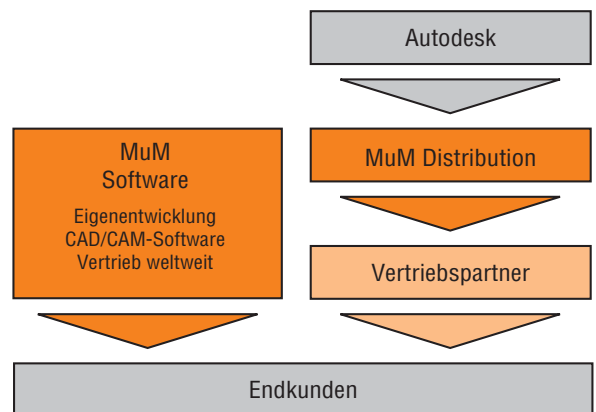 Autodesk
MuM
Software
Eigenentwicklung
CAD/CAM-Software
Vertrieb weltweit
MuM Distribution
Vertriebspartner
Endkunden